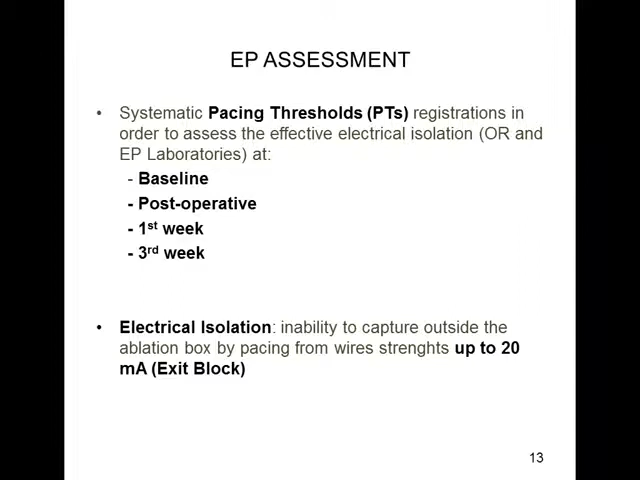 EP ASSESSMENT
• Systematic Pacing Thresholds (PTs) registrations in
order to assess the effective electrical isolation (OR and
EP Laboratories) at:
- Baseline
- Post-operative
- 1st week
- 3rd week
• Electrical Isolation: inability to capture outside the
ablation box by pacing from wires strenghts up to 20
mA (Exit Block)
13